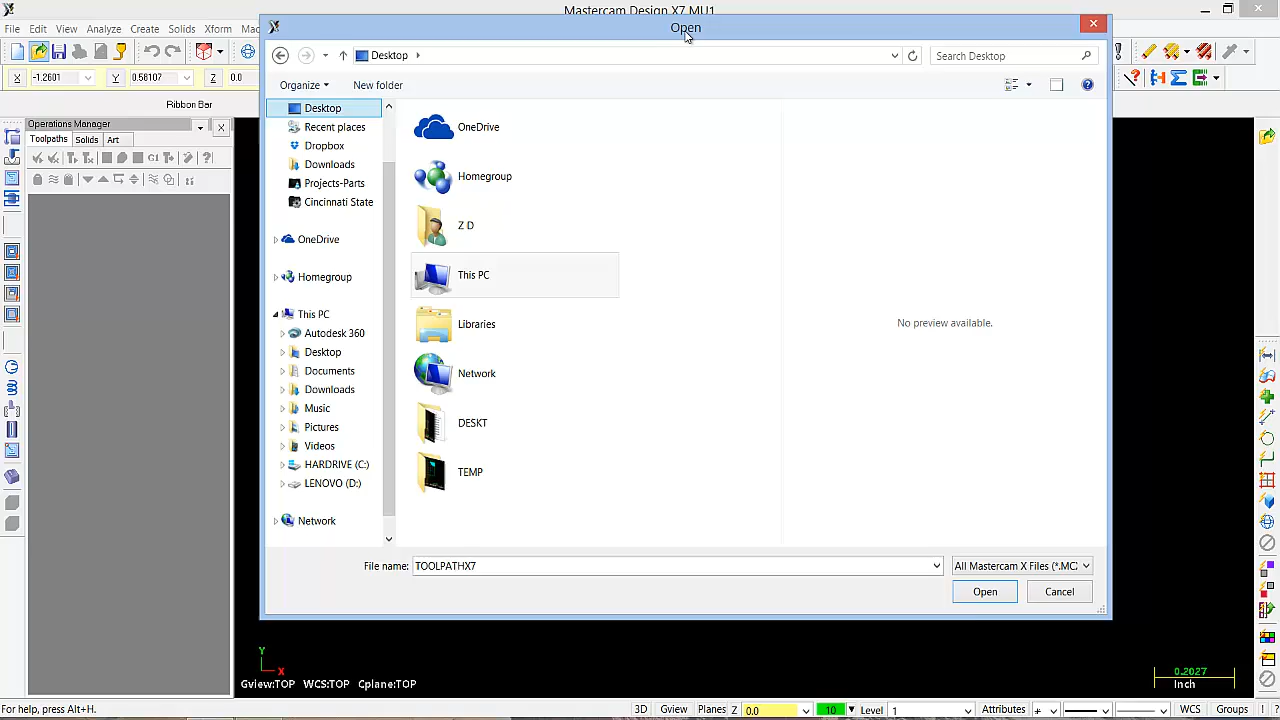 Mastercam Design X7 MU1
File Edit View Analyze Create Solids Xform
Open
Desktop
Search Desktop
X -1.2601 Y 0.58107 Z 0.0
Organize New folder
Ribbon Bar
Operations Manager
Toolpaths Solids Art
G1
Desktop
Recent places
Dropbox
Downloads
Projects-Parts
Cincinnati State
OneDrive
Homegroup
This PC
Autodesk 360
Desktop
Documents
Downloads
Music
Pictures
Videos
HARDRIVE (C:)
LENOVO (D:)
Network
OneDrive
Homegroup
Z D
This PC
Libraries
Network
DESKT
TEMP
No preview available.
File name: TOOLPATHX7 All Mastercam X Files (*.MC
Open Cancel
Y
X
Gview:TOP WCS:TOP Cplane:TOP
0.2027
Inch
For help, press Alt+H.
3D Gview Planes Z 0.0 10 Level 1 Attributes WCS Groups